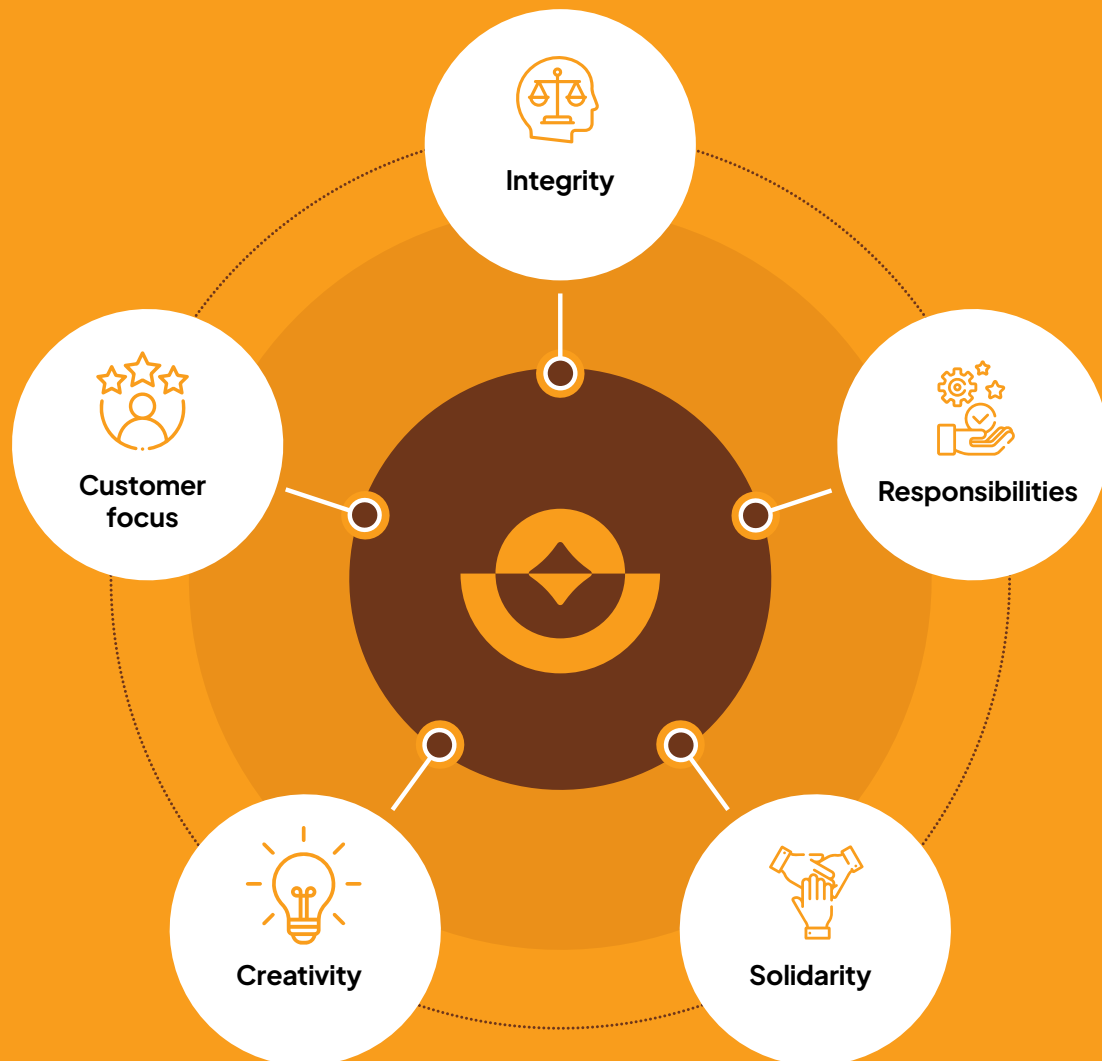 Integrity
Responsibilities
Customer
focus
Creativity
Solidarity